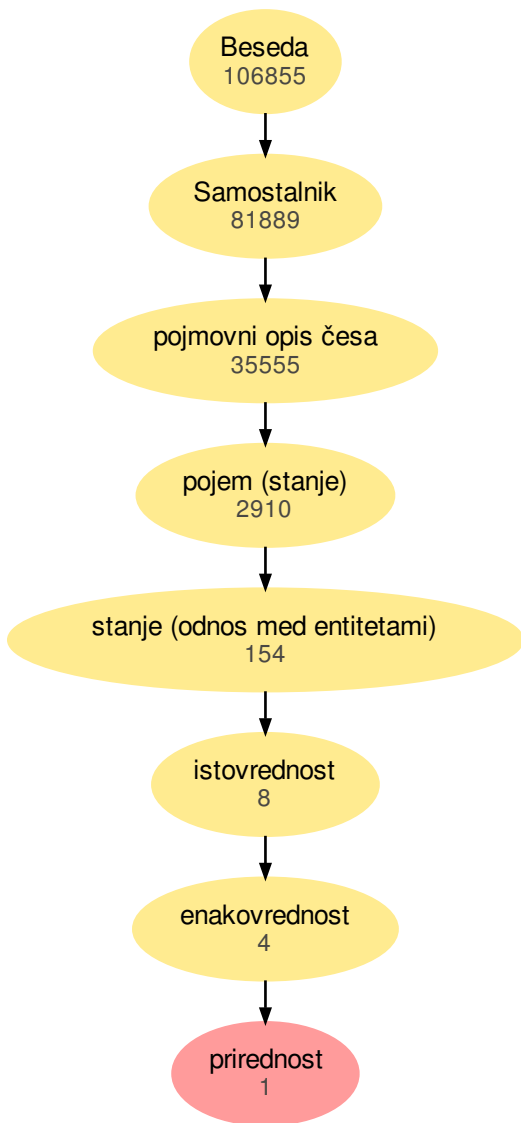 Beseda
106855
Samostalnik
81889
pojmovni opis česa
35555
pojem (stanje)
2910
stanje (odnos med entitetami)
154
istovrednost
8
enakovrednost
4
prirednost
1